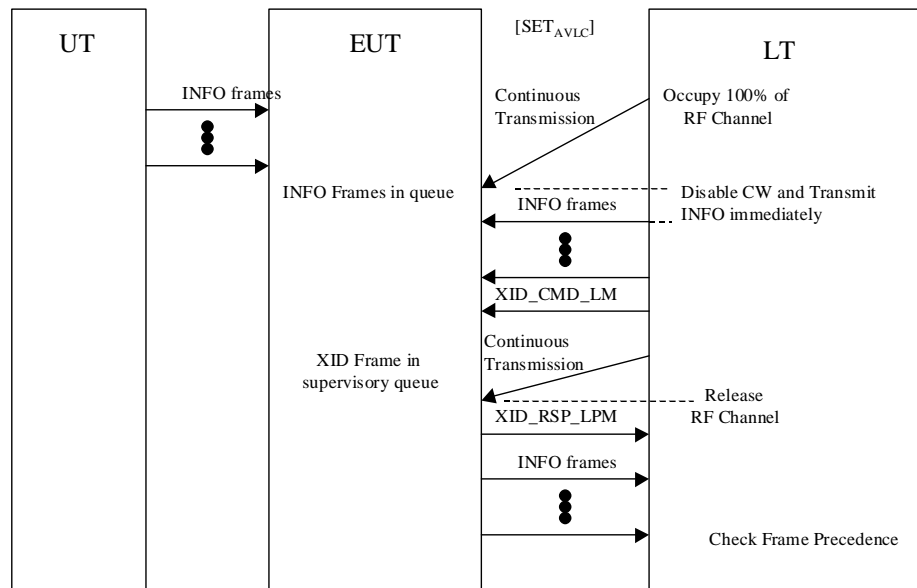 UT
EUT
[SETAVLC]
LT
INFO frames
Continuous
Transmission
Occupy 100% of
RF Channel
INFO Frames in queue
INFO frames
Disable CW and Transmit
INFO immediately
XID_CMD_LM
XID Frame in
supervisory queue
Continuous
Transmission
Release
RF Channel
XID_RSP_LPM
INFO frames
Check Frame Precedence